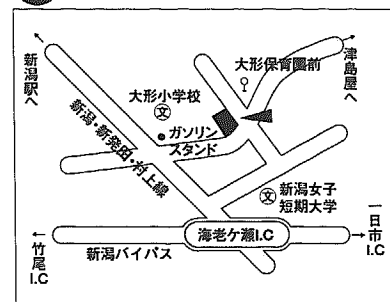 新潟駅へ
大形保育園前
津島屋へ
大形小学校
文
ガソリン
スタンド
新潟・新発田・村上線
文
新潟女子
短期大学
海老ケ瀬I.C
新潟バイパス
竹尾
I.C
一日市
I.C